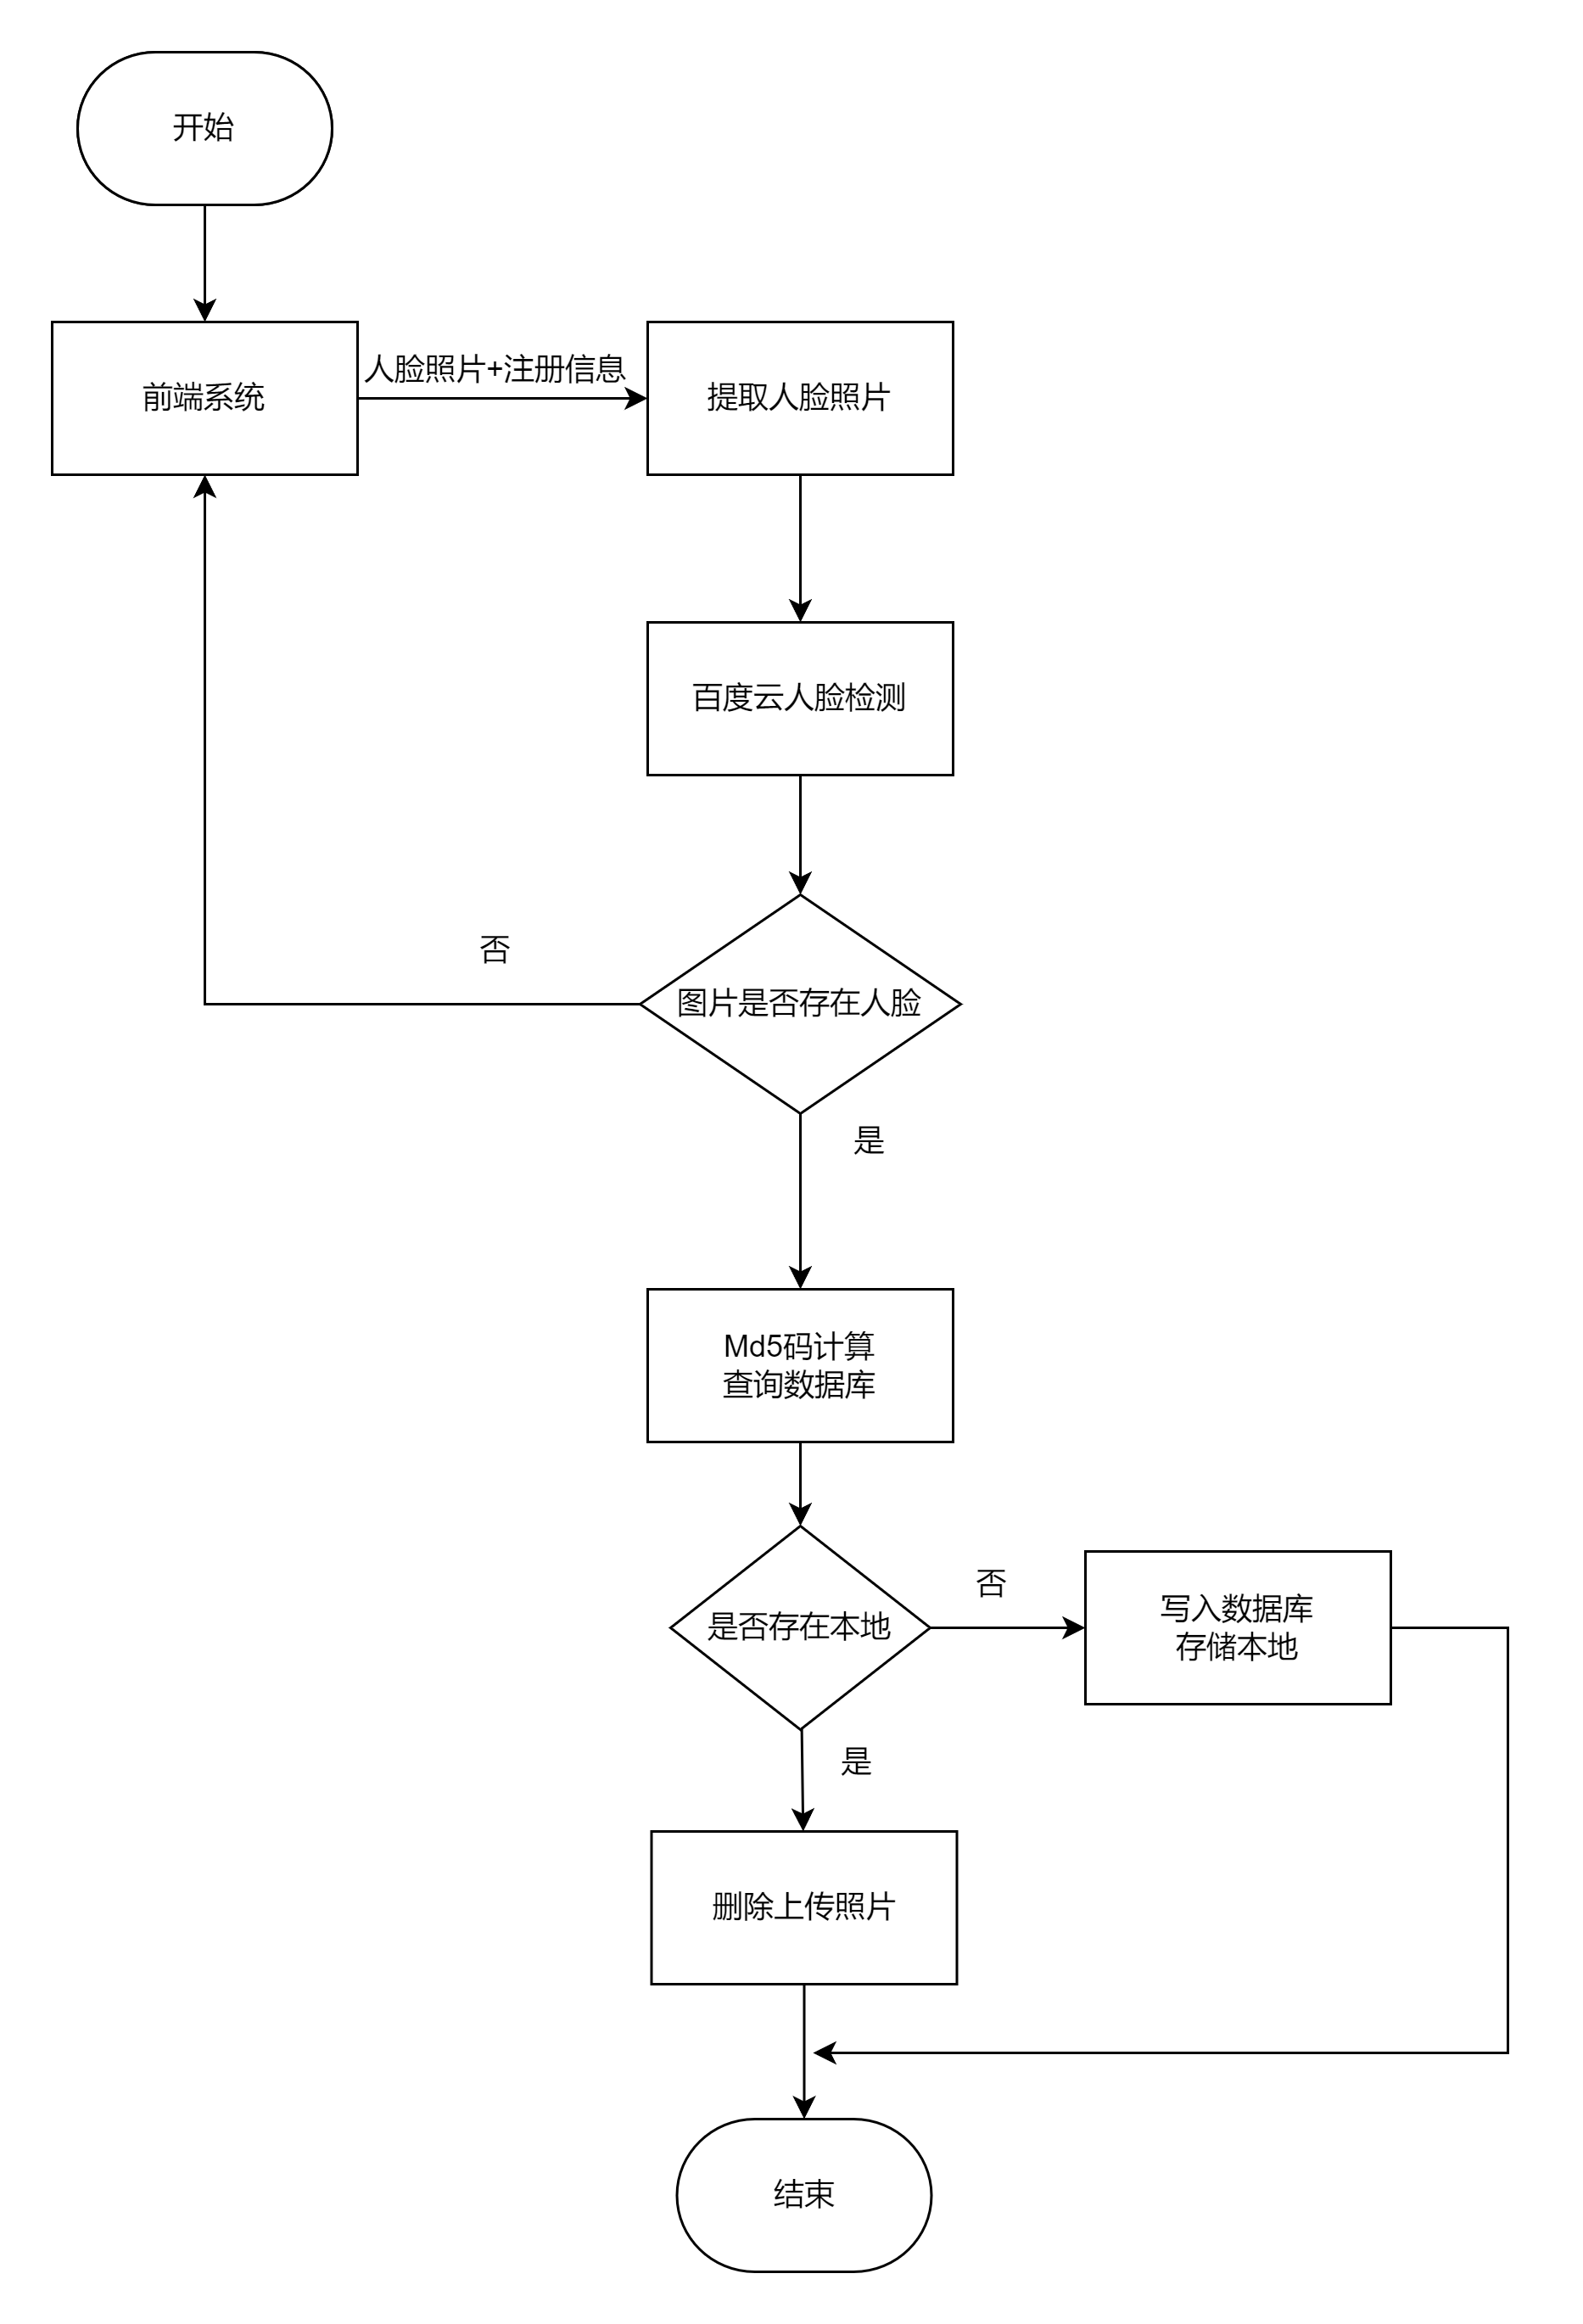 开始
前端系统
人脸照片+注册信息
提取人脸照片
百度云人脸检测
否
图片是否存在人脸
是
Md5码计算
查询数据库
是否存在本地
否
写入数据库
存储本地
是
删除上传照片
结束